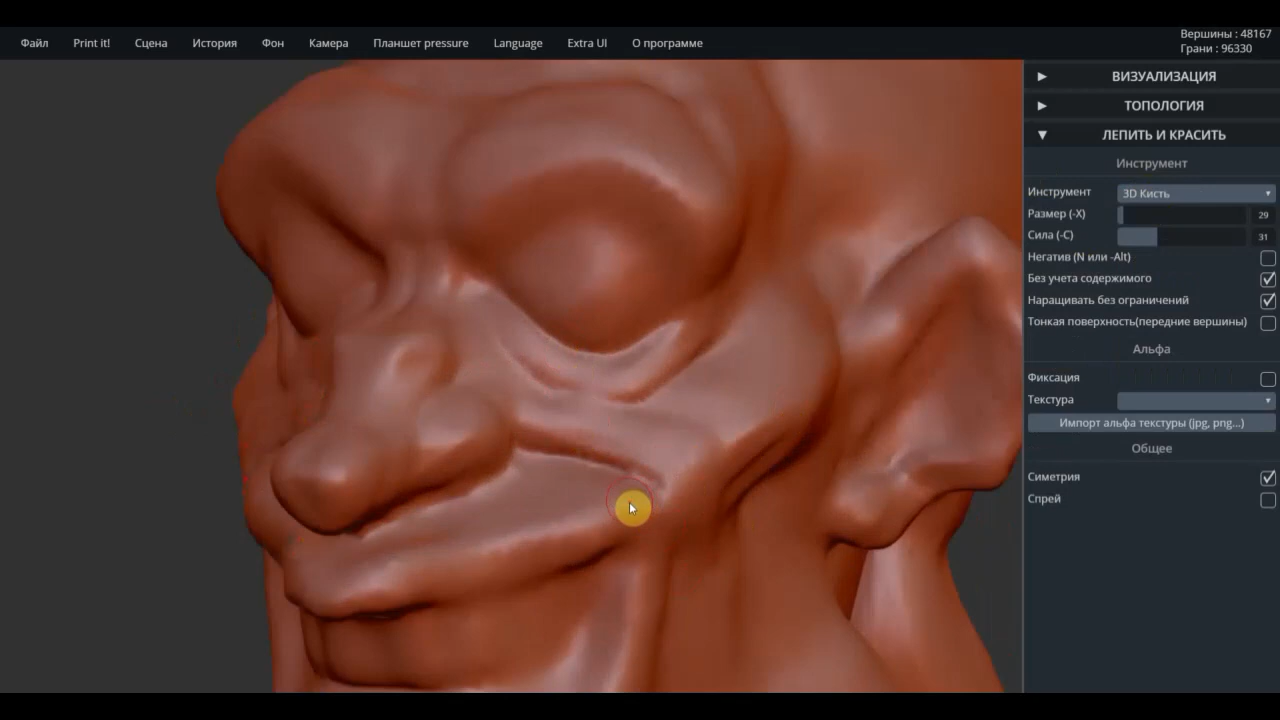 Файл Print it! Сцена История Фон Камера Планшет pressure Language Extra UI О программе
Вершины : 48167
Грани : 96330
ВИЗУАЛИЗАЦИЯ
ТОПОЛОГИЯ
ЛЕПИТЬ И КРАСИТЬ
Инструмент
Инструмент 3D Кисть
Размер (-X) 29
Сила (-C) 31
Негатив (N или -Alt)
Без учета содержимого
Наращивать без ограничений
Тонкая поверхность(передние вершины)
Альфа
Фиксация
Текстура
Импорт альфа текстуры (jpg, png...)
Общее
Симетрия
Спрей